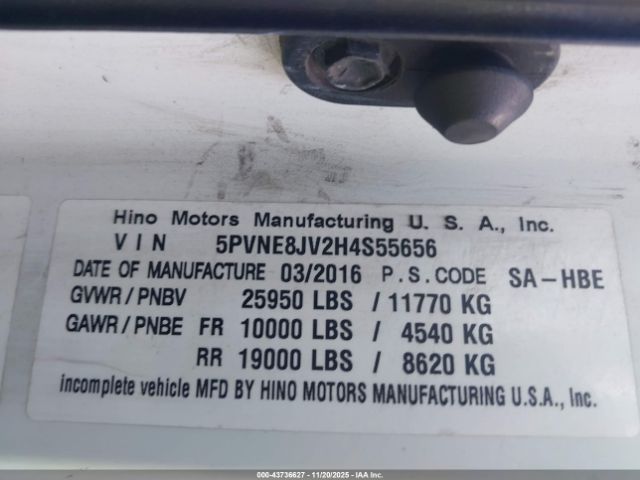 Hino Motors Manufacturing U. S. A., Inc.
VIN 5PVNE8JV2H4S55656
DATE OF MANUFACTURE 03/2016 P.S.CODE SA-HBE
GVWR/PNBV 25950 LBS / 11770 KG
GAWR/PNBE FR 10000 LBS / 4540 KG
RR 19000 LBS / 8620 KG
incomplete vehicle MFD BY HINO MOTORS MANUFACTURING U.S.A., Inc.
000-43736627 - 11/20/2025 - IAA Inc.